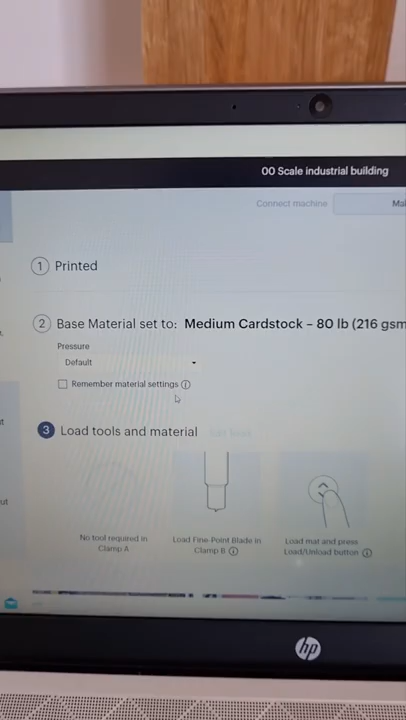 00 Scale industrial building
Connect machine
1 Printed
2 Base Material set to: Medium Cardstock – 80 lb (216 gsm
Pressure
Default
Remember material settings
3 Load tools and material
No tool required in
Clamp A
Load Fine-Point Blade in
Clamp B
Load mat and press
Load/Unload button
hp